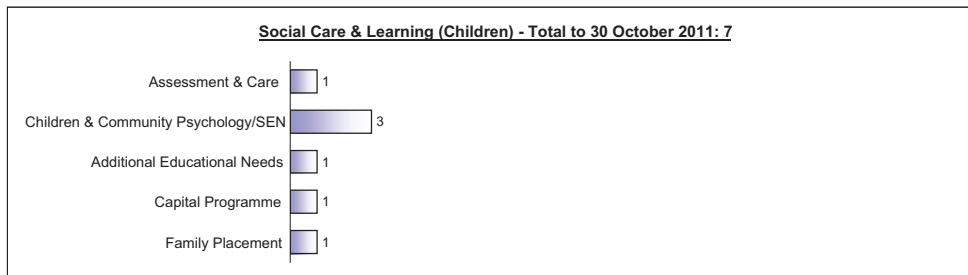 Social Care & Learning (Children) - Total to 30 October 2011: 7
Assessment & Care 1
Children & Community Psychology/SEN 3
Additional Educational Needs 1
Capital Programme 1
Family Placement 1